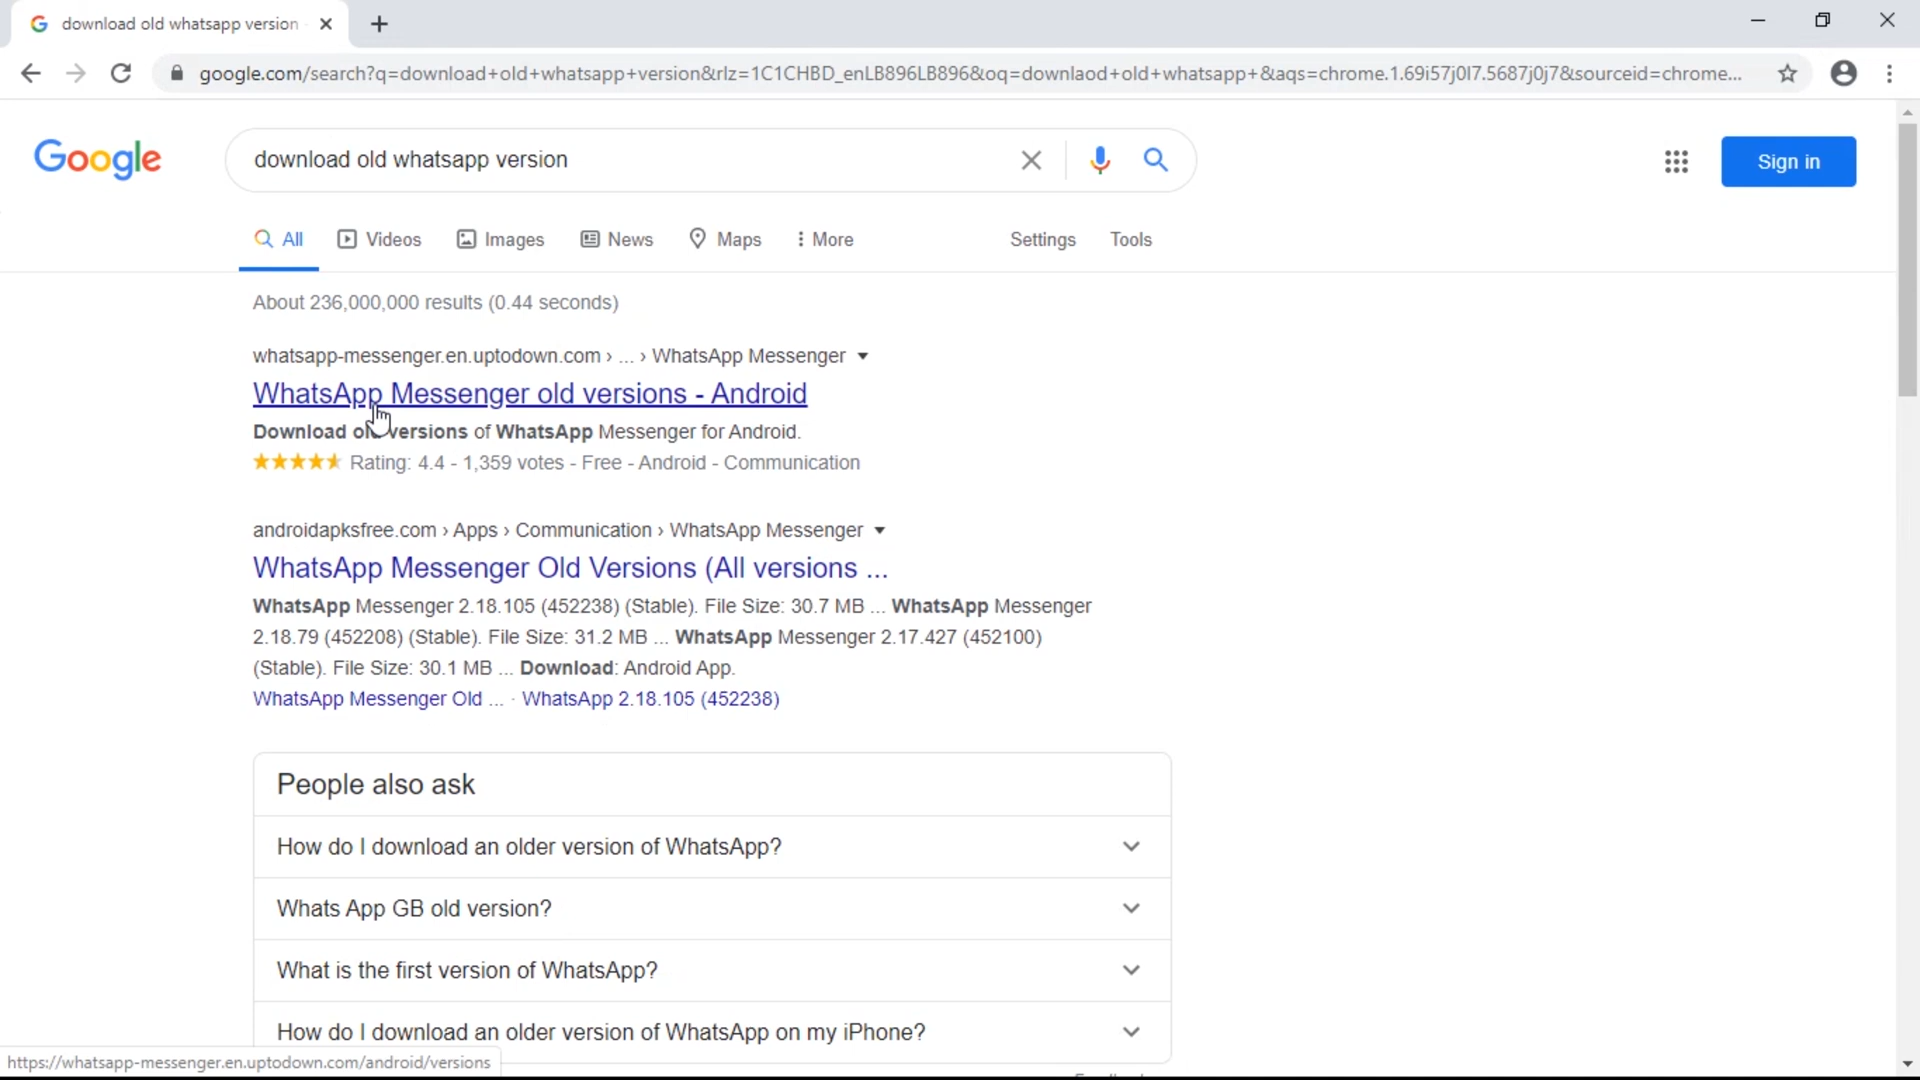 download old whatsapp version
google.com/search?q=download+old+whatsapp+version&rlz=1C1CHBD_enLB896LB896&oq=downlaod+old+whatsapp+&aqs=chrome.1.69i57j0l7.5687j0j7&sourceid=chrome...
Google
download old whatsapp version
Sign in
All Videos Images News Maps More Settings Tools
About 236,000,000 results (0.44 seconds)
whatsapp-messenger.en.uptodown.com › ... › WhatsApp Messenger
WhatsApp Messenger old versions - Android
Download old versions of WhatsApp Messenger for Android.
Rating: 4.4 - 1,359 votes - Free - Android - Communication
androidapksfree.com › Apps › Communication › WhatsApp Messenger
WhatsApp Messenger Old Versions (All versions ...
WhatsApp Messenger 2.18.105 (452238) (Stable). File Size: 30.7 MB ... WhatsApp Messenger
2.18.79 (452208) (Stable). File Size: 31.2 MB ... WhatsApp Messenger 2.17.427 (452100)
(Stable). File Size: 30.1 MB ... Download: Android App.
WhatsApp Messenger Old ... · WhatsApp 2.18.105 (452238)
People also ask
How do I download an older version of WhatsApp?
Whats App GB old version?
What is the first version of WhatsApp?
How do I download an older version of WhatsApp on my iPhone?
https://whatsapp-messenger.en.uptodown.com/android/versions